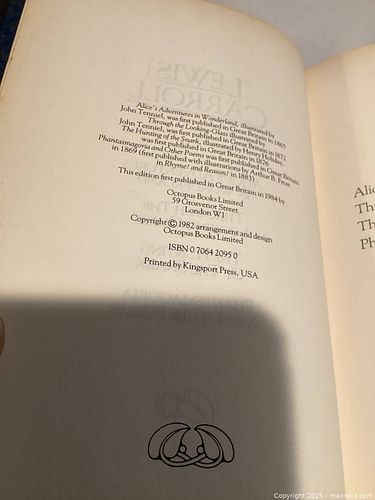 Alice's Adventures in Wonderland, illustrated by
John Tenniel, was first published in Great Britain in 1865
Through the Looking-Glass illustrated by
John Tenniel, was first published in Great Britain in 1872
The Hunting of the Snark, illustrated by Henry Holiday,
was first published in Great Britain in 1876
Phantasmagoria and Other Poems was first published in Great Britain
in 1869 (first published with illustrations by Arthur B. Frost
in Rhyme? and Reason? in 1883)
This edition first published in Great Britain in 1984 by
Octopus Books Limited
59 Grosvenor Street
London W1
Copyright © 1982 arrangement and design
Octopus Books Limited
ISBN 0 7064 2095 0
Printed by Kingsport Press, USA
Alic
Thr
Th
Ph
LEWIS
CARROLL
Copyright 2025 - maxsold.com